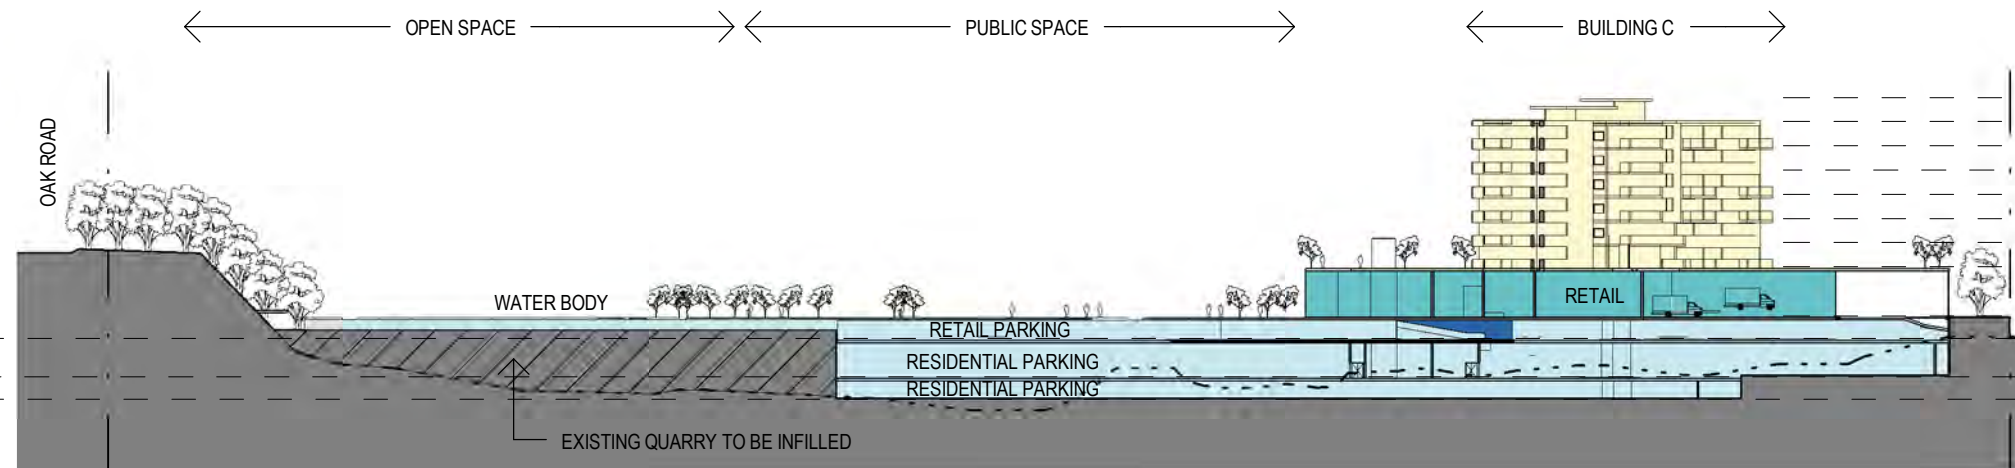 OPEN SPACE
PUBLIC SPACE
BUILDING C
OAK ROAD
WATER BODY
RETAIL
RETAIL PARKING
RESIDENTIAL PARKING
RESIDENTIAL PARKING
EXISTING QUARRY TO BE INFILLED